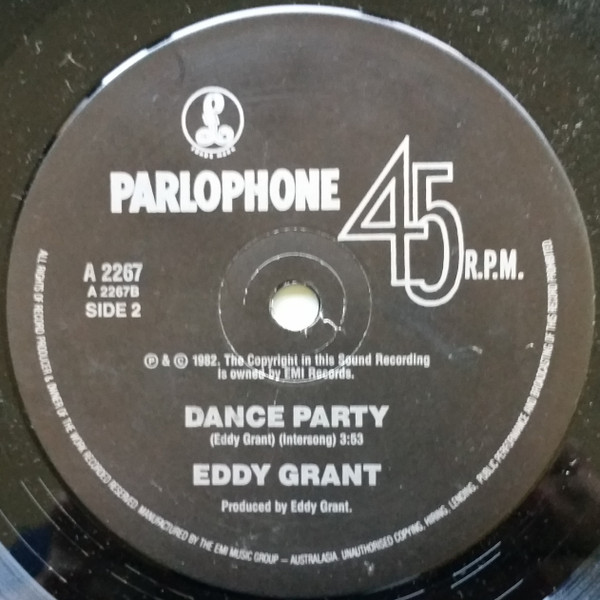 TRADE MARK
PARLOPHONE
45
R.P.M.
A 2267
A 2267B
SIDE 2
℗ & © 1982. The Copyright in this Sound Recording
is owned by EMI Records.
DANCE PARTY
(Eddy Grant) (Intersong) 3:53
EDDY GRANT
Produced by Eddy Grant.
ALL RIGHTS OF RECORD PRODUCER & OWNER OF THE WORK RECORDED RESERVED. MANUFACTURED BY THE EMI MUSIC GROUP — AUSTRALASIA. UNAUTHORISED COPYING, HIRING, LENDING, PUBLIC PERFORMANCE, AND BROADCASTING OF THIS RECORD PROHIBITED.